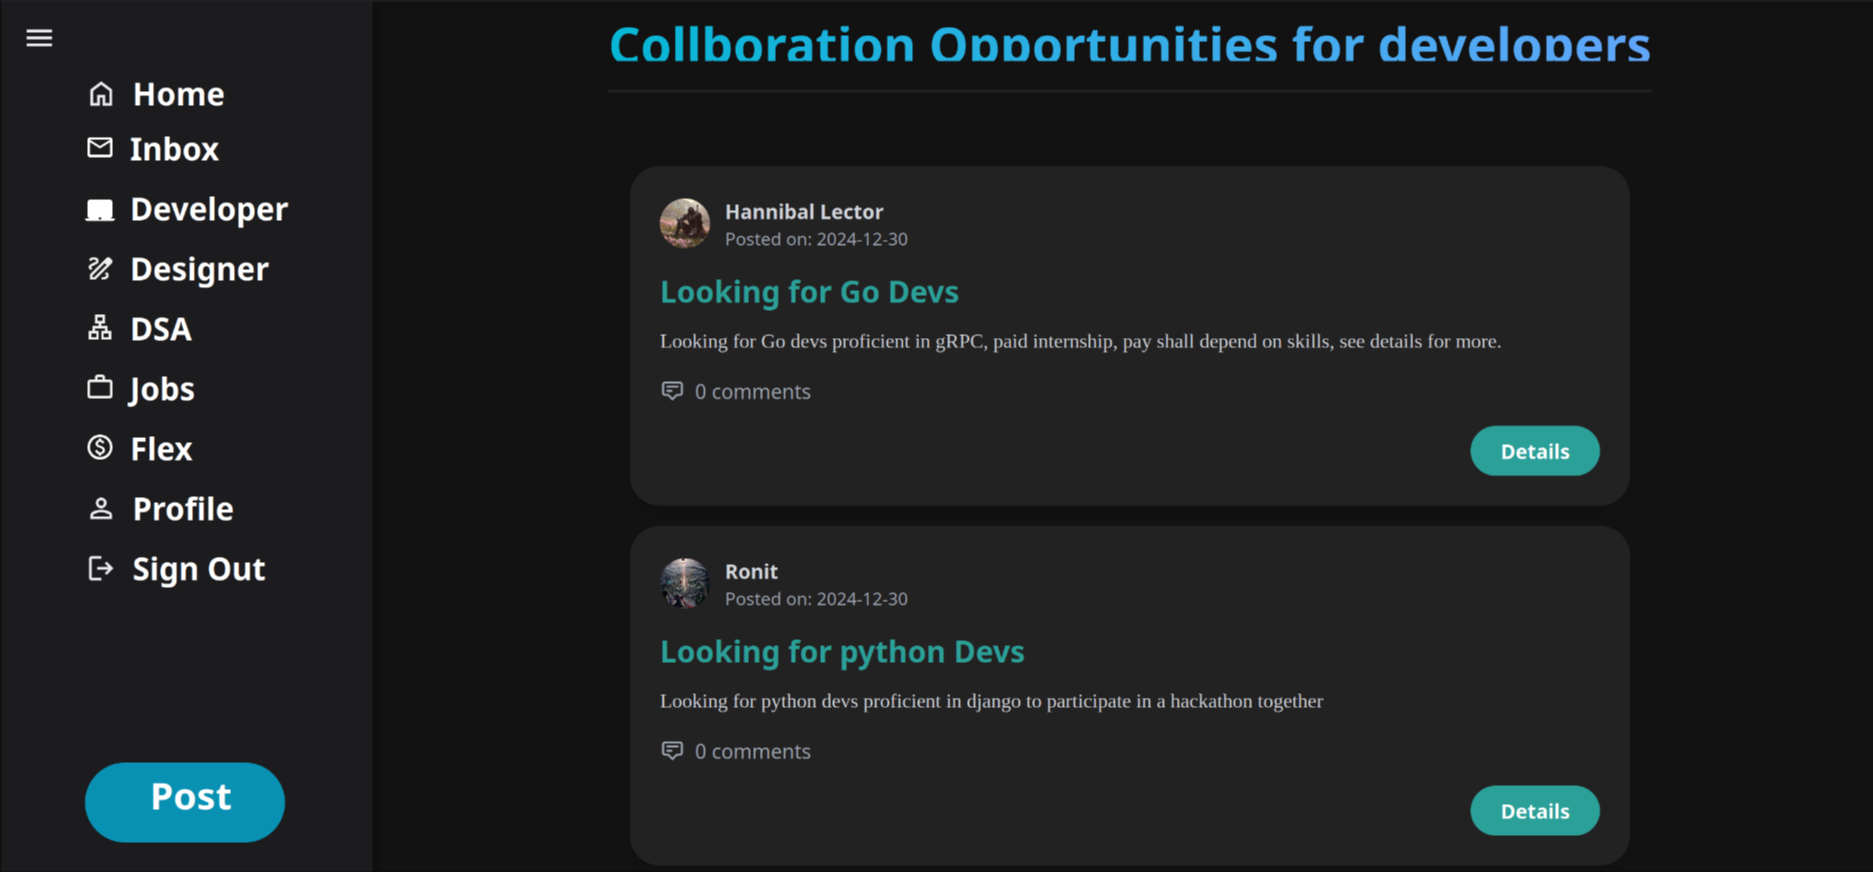 Collboration Opportunities for developers
Home
Inbox
Developer
Designer
DSA
Jobs
Flex
Profile
Sign Out
Post
Hannibal Lector
Posted on: 2024-12-30
Looking for Go Devs
Looking for Go devs proficient in gRPC, paid internship, pay shall depend on skills, see details for more.
0 comments
Details
Ronit
Posted on: 2024-12-30
Looking for python Devs
Looking for python devs proficient in django to participate in a hackathon together
0 comments
Details